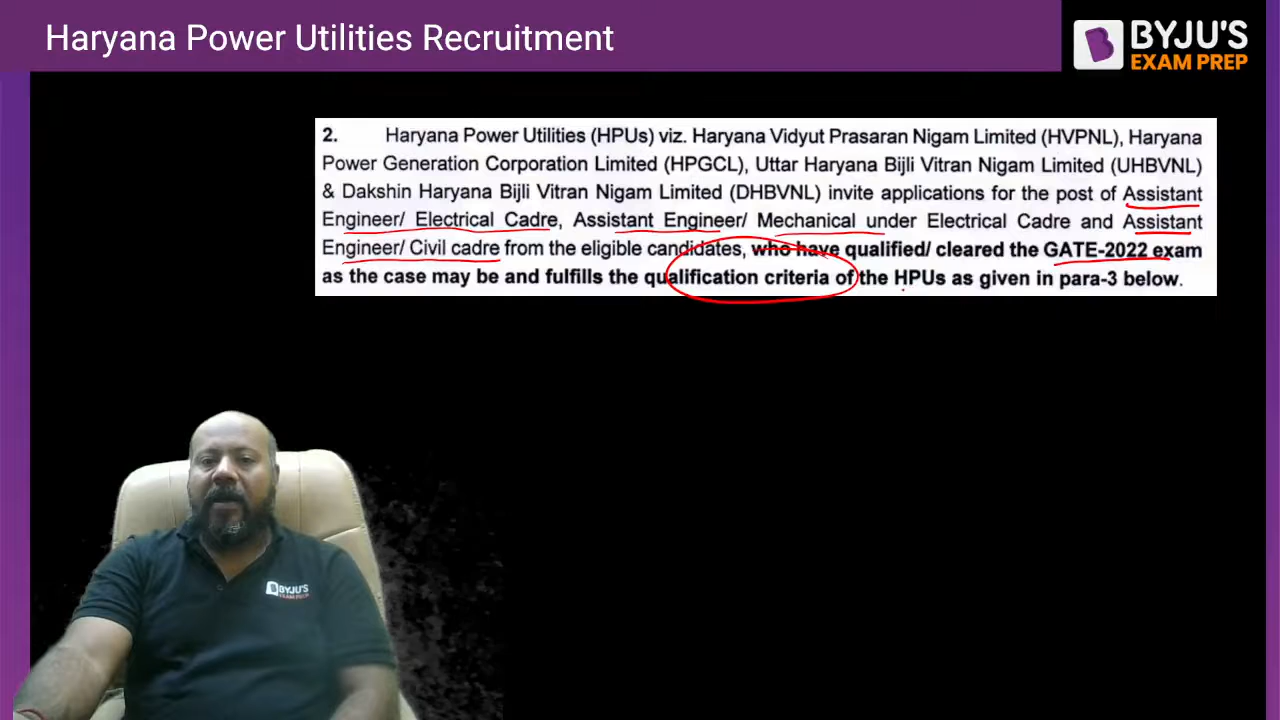 Haryana Power Utilities Recruitment
BYJU'S
EXAM PREP
2. Haryana Power Utilities (HPUs) viz. Haryana Vidyut Prasaran Nigam Limited (HVPNL), Haryana
Power Generation Corporation Limited (HPGCL), Uttar Haryana Bijli Vitran Nigam Limited (UHBVNL)
& Dakshin Haryana Bijli Vitran Nigam Limited (DHBVNL) invite applications for the post of Assistant
Engineer/ Electrical Cadre, Assistant Engineer/ Mechanical under Electrical Cadre and Assistant
Engineer/ Civil cadre from the eligible candidates, who have qualified/ cleared the GATE-2022 exam
as the case may be and fulfills the qualification criteria of the HPUs as given in para-3 below.
BYJU'S
EXAM PREP